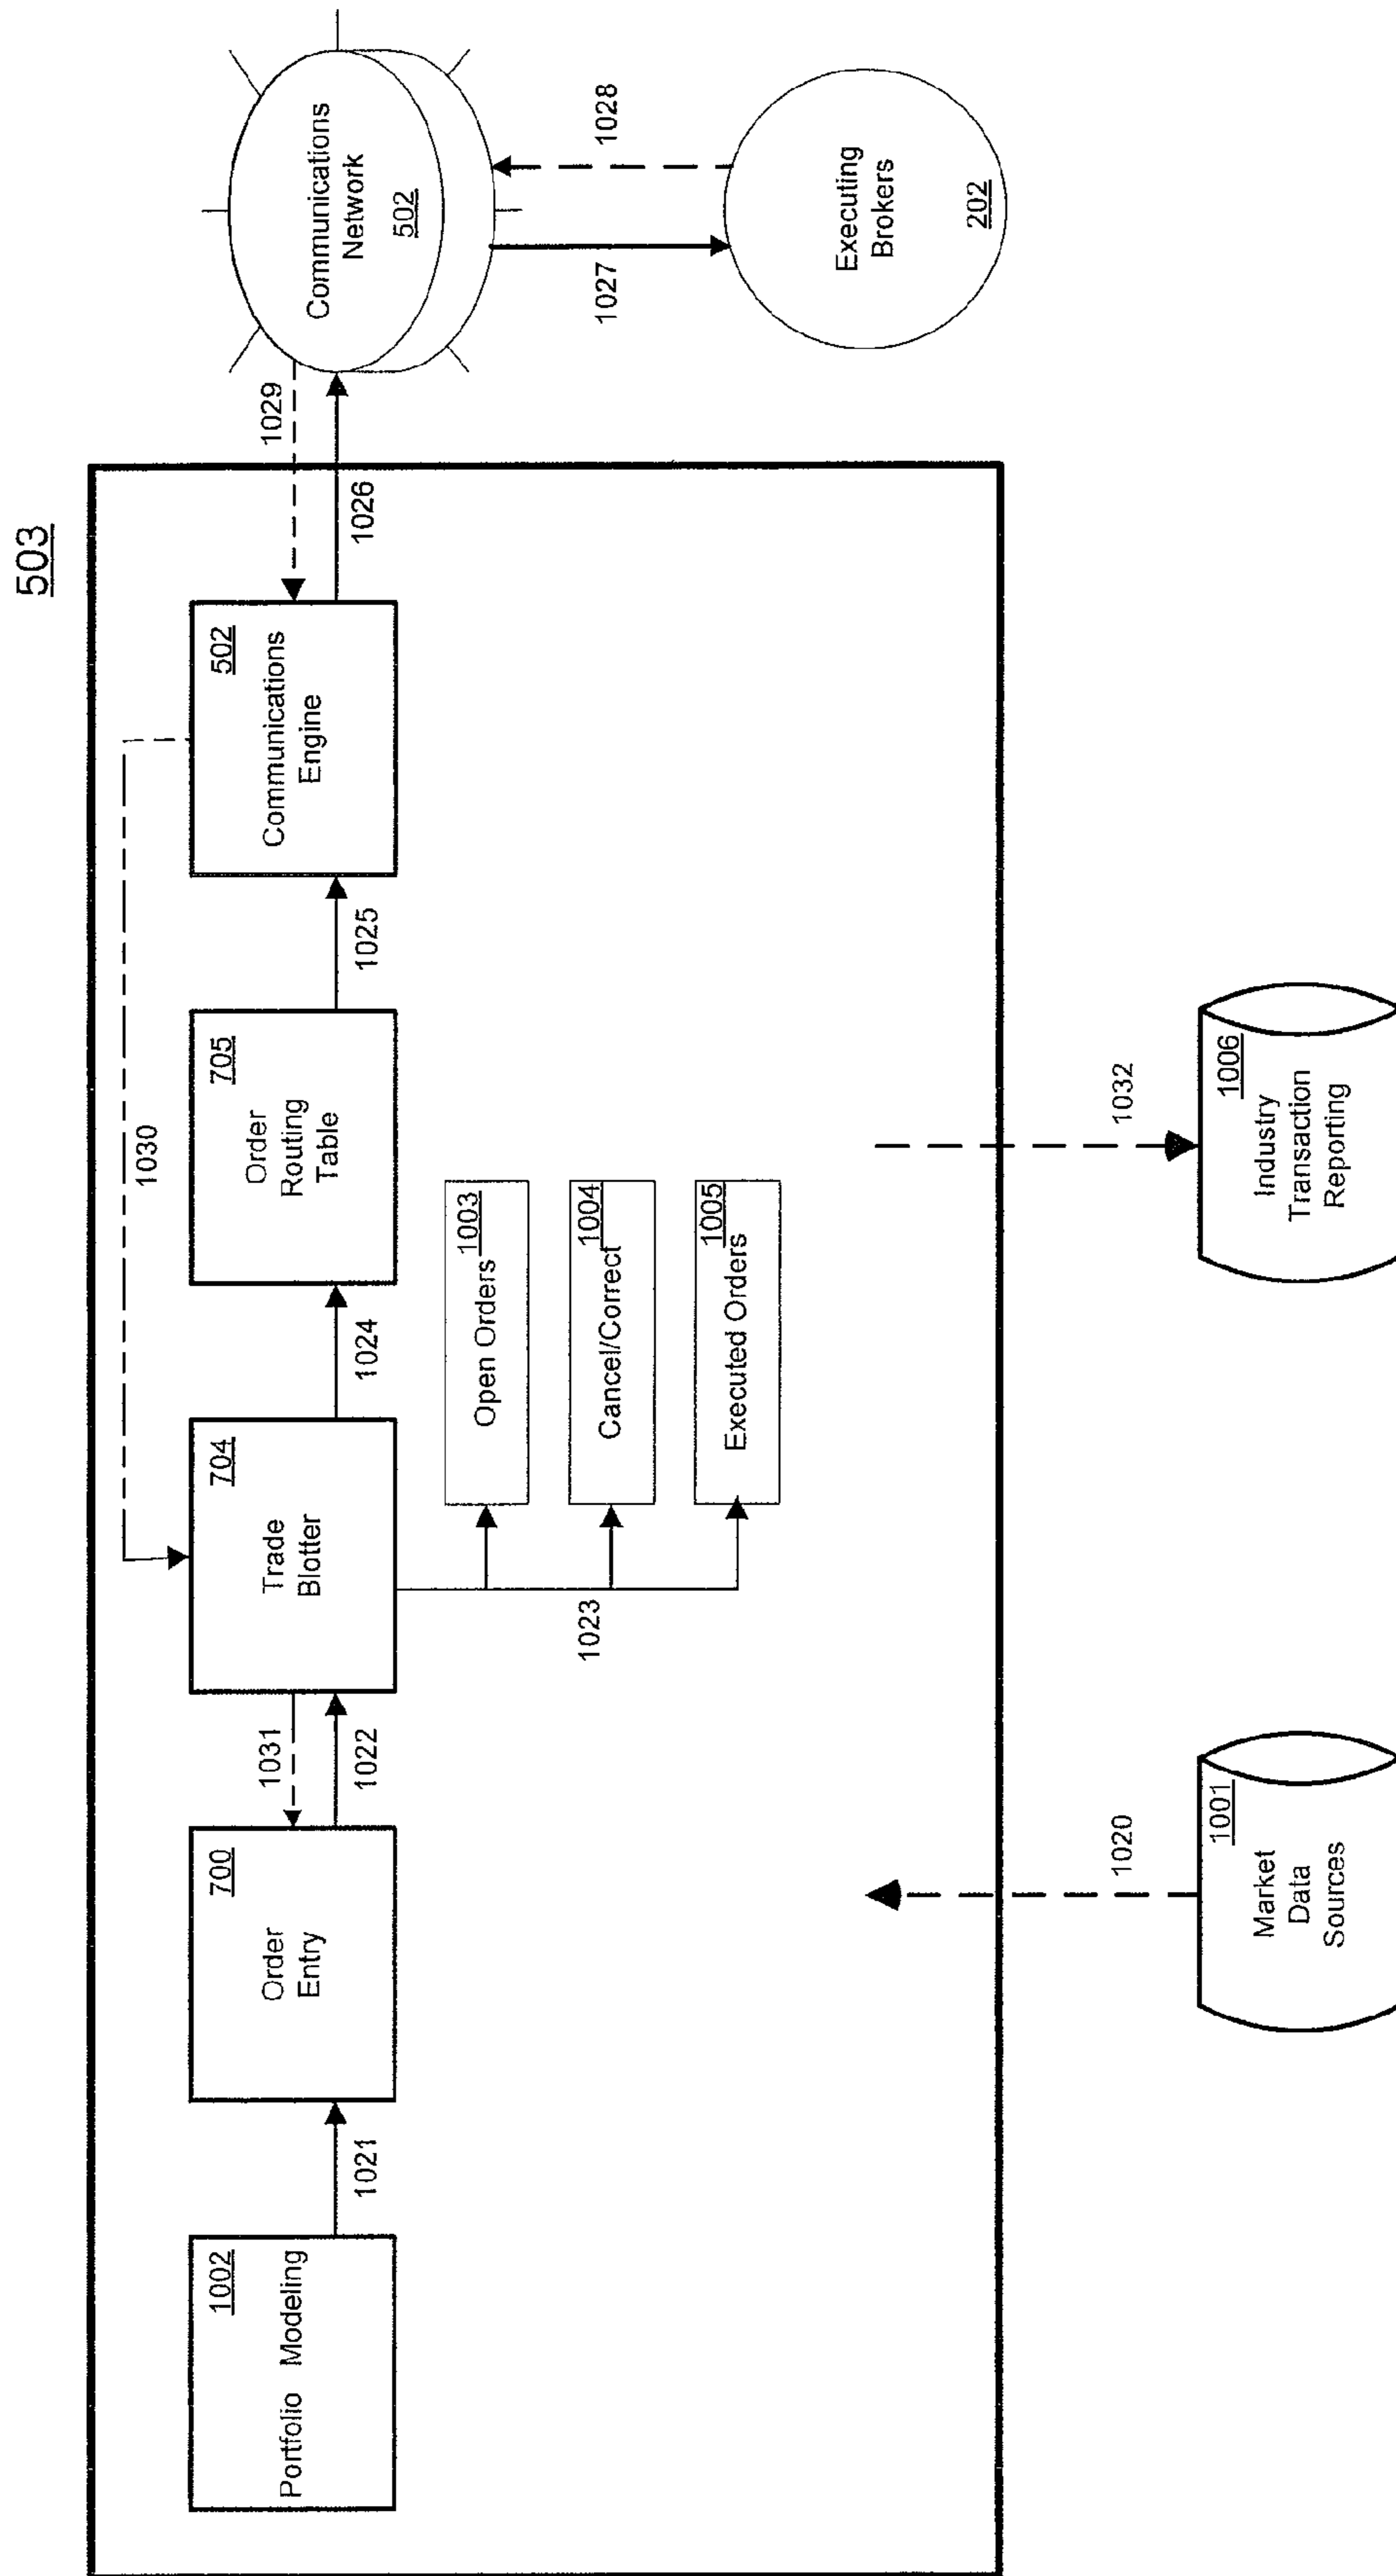 503
1002
Portfolio Modeling
1021
700
Order
Entry
1031
1022
704
Trade
Blotter
1030
1024
705
Order
Routing
Table
1025
502
Communications
Engine
1029
1026
Communications
Network
502
1023
1003
Open Orders
1004
Cancel/Correct
1005
Executed Orders
1027
1028
Executing
Brokers
202
1020
1001
Market
Data
Sources
1032
1006
Industry
Transaction
Reporting